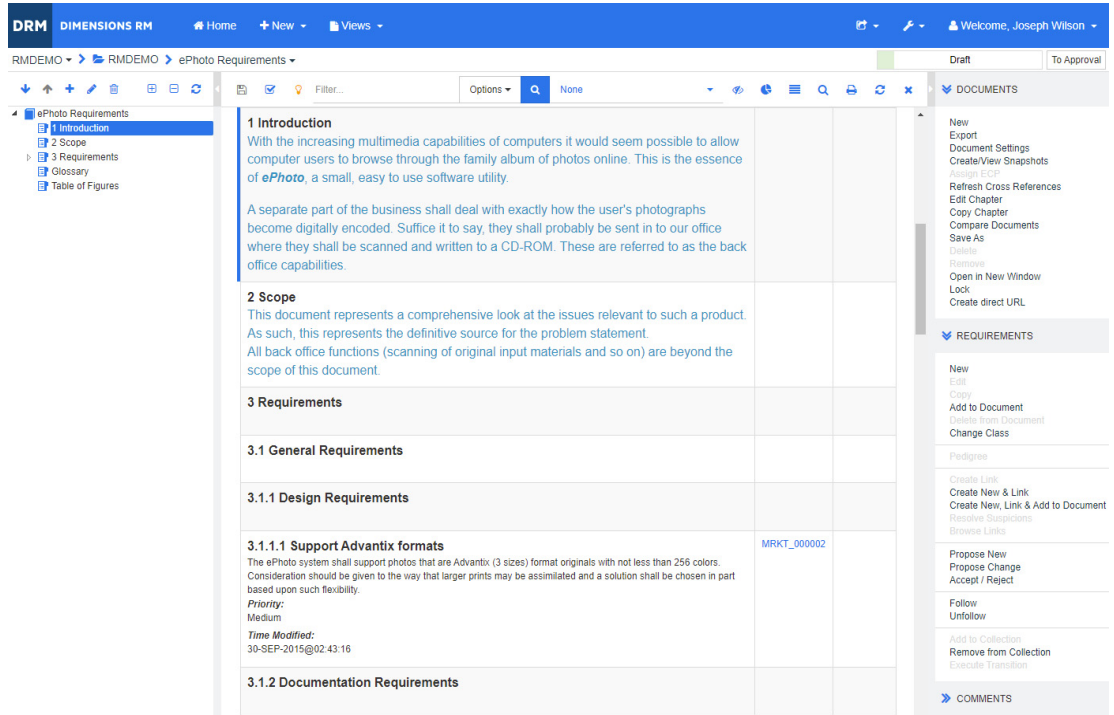 DRM DIMENSIONS RM Home New Views Welcome, Joseph Wilson
RMDEMO RMDEMO ePhoto Requirements Draft To Approval
Filter... Options None
ePhoto Requirements
1 Introduction
2 Scope
3 Requirements
Glossary
Table of Figures
1 Introduction
With the increasing multimedia capabilities of computers it would seem possible to allow
computer users to browse through the family album of photos online. This is the essence
of ePhoto, a small, easy to use software utility.
A separate part of the business shall deal with exactly how the user's photographs
become digitally encoded. Suffice it to say, they shall probably be sent in to our office
where they shall be scanned and written to a CD-ROM. These are referred to as the back
office capabilities.
2 Scope
This document represents a comprehensive look at the issues relevant to such a product.
As such, this represents the definitive source for the problem statement.
All back office functions (scanning of original input materials and so on) are beyond the
scope of this document.
3 Requirements
3.1 General Requirements
3.1.1 Design Requirements
3.1.1.1 Support Advantix formats
MRKT_000002
The ePhoto system shall support photos that are Advantix (3 sizes) format originals with not less than 256 colors.
Consideration should be given to the way that larger prints may be assimilated and a solution shall be chosen in part
based upon such flexibility.
Priority:
Medium
Time Modified:
30-SEP-2015@02:43:16
3.1.2 Documentation Requirements
DOCUMENTS
New
Export
Document Settings
Create/View Snapshots
Assign ECP
Refresh Cross References
Edit Chapter
Copy Chapter
Compare Documents
Save As
Delete
Remove
Open in New Window
Lock
Create direct URL
REQUIREMENTS
New
Edit
Copy
Add to Document
Delete from Document
Change Class
Pedigree
Create Link
Create New & Link
Create New, Link & Add to Document
Resolve Suspicions
Browse Links
Propose New
Propose Change
Accept / Reject
Follow
Unfollow
Add to Collection
Remove from Collection
Execute Transition
COMMENTS